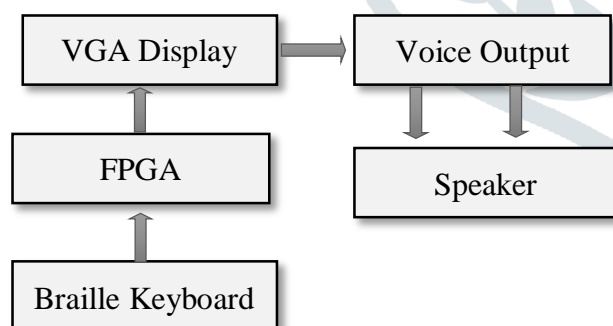 VGA Display
Voice Output
FPGA
Speaker
Braille Keyboard